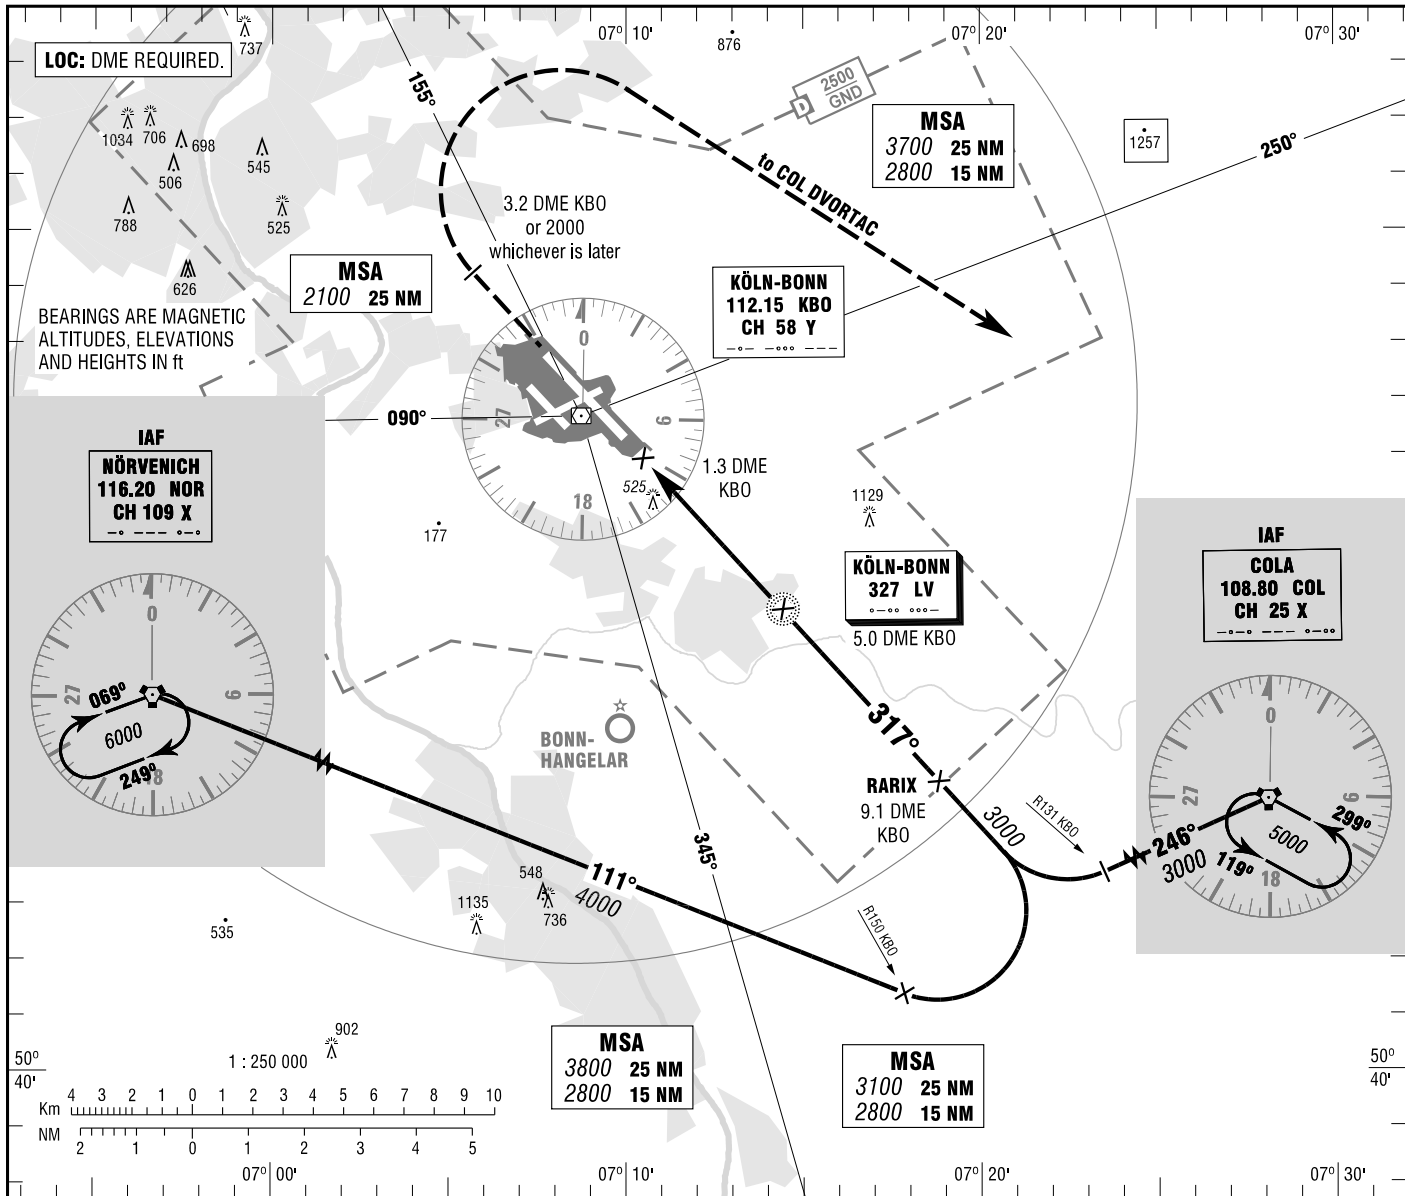 737
07° 10'
876
07° 20'
07° 30'
LOC: DME REQUIRED.
155°
2500
GND
D
MSA
3700 25 NM
2800 15 NM
1257
250°
1034
706
698
506
545
788
525
626
to COL DVORTAC
3.2 DME KBO
or 2000
whichever is later
MSA
2100 25 NM
KÖLN-BONN
112.15 KBO
CH 58 Y
BEARINGS ARE MAGNETIC
ALTITUDES, ELEVATIONS
AND HEIGHTS IN ft
0
6
18
27
090°
1.3 DME
KBO
525
177
1129
IAF
NÖRVENICH
116.20 NOR
CH 109 X
KÖLN-BONN
327 LV
5.0 DME KBO
IAF
COLA
108.80 COL
CH 25 X
0
6
18
27
069°
6000
249°
BONN-
HANGELAR
317°
RARIX
9.1 DME
KBO
3000
R131 KBO
246°
3000
0
6
18
27
299°
5000
119°
345°
111°
4000
548
736
1135
535
R150 KBO
902
MSA
3800 25 NM
2800 15 NM
MSA
3100 25 NM
2800 15 NM
50°
40'
50°
40'
1 : 250 000
Km 4 3 2 1 0 1 2 3 4 5 6 7 8 9 10
NM 2 1 0 1 2 3 4 5
07° 00'
07° 10'
07° 20'
07° 30'